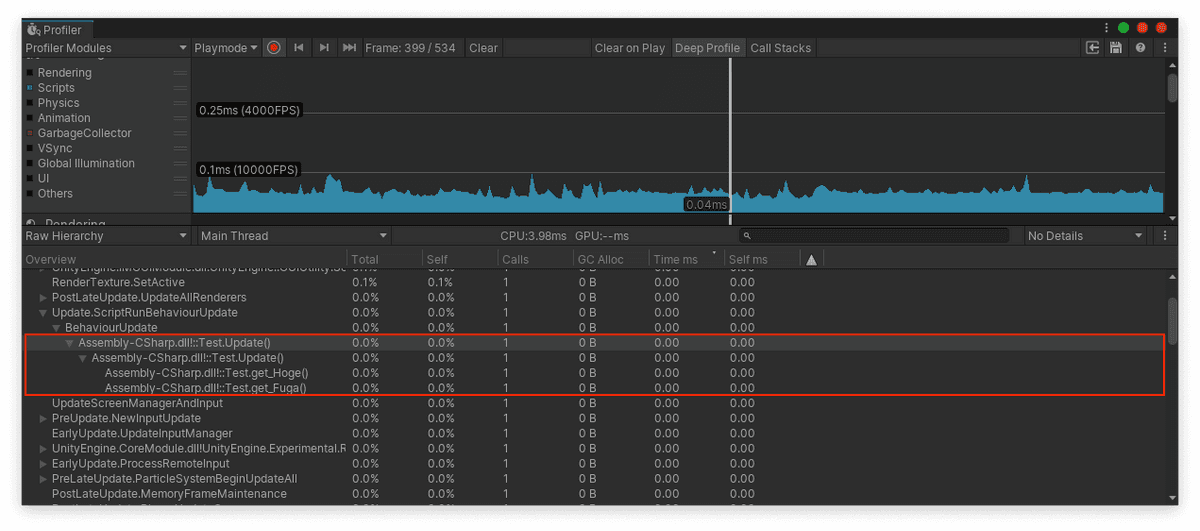 Profiler
Profiler Modules Playmode Frame: 399 / 534 Clear Clear on Play Deep Profile Call Stacks
Rendering
Scripts
Physics
Animation
GarbageCollector
VSync
Global Illumination
UI
Others
Rendering
0.25ms (4000FPS)
0.1ms (10000FPS)
0.04ms
Raw Hierarchy Main Thread CPU:3.98ms GPU:--ms No Details
Overview Total Self Calls GC Alloc Time ms Self ms
RenderTexture.SetActive 0.1% 0.1% 1 0 B 0.00 0.00
PostLateUpdate.UpdateAllRenderers 0.0% 0.0% 1 0 B 0.00 0.00
Update.ScriptRunBehaviourUpdate 0.0% 0.0% 1 0 B 0.00 0.00
BehaviourUpdate 0.0% 0.0% 1 0 B 0.00 0.00
Assembly-CSharp.dll!::Test.Update() 0.0% 0.0% 1 0 B 0.00 0.00
Assembly-CSharp.dll!::Test.Update() 0.0% 0.0% 1 0 B 0.00 0.00
Assembly-CSharp.dll!::Test.get_Hoge() 0.0% 0.0% 1 0 B 0.00 0.00
Assembly-CSharp.dll!::Test.get_Fuga() 0.0% 0.0% 1 0 B 0.00 0.00
UpdateScreenManagerAndInput 0.0% 0.0% 1 0 B 0.00 0.00
PreUpdate.NewInputUpdate 0.0% 0.0% 1 0 B 0.00 0.00
EarlyUpdate.UpdateInputManager 0.0% 0.0% 1 0 B 0.00 0.00
UnityEngine.CoreModule.dll!UnityEngine.Experimental.R 0.0% 0.0% 1 0 B 0.00 0.00
EarlyUpdate.ProcessRemoteInput 0.0% 0.0% 1 0 B 0.00 0.00
PreLateUpdate.ParticleSystemBeginUpdateAll 0.0% 0.0% 1 0 B 0.00 0.00
PostLateUpdate.MemoryFrameMaintenance 0.0% 0.0% 1 0 B 0.00 0.00